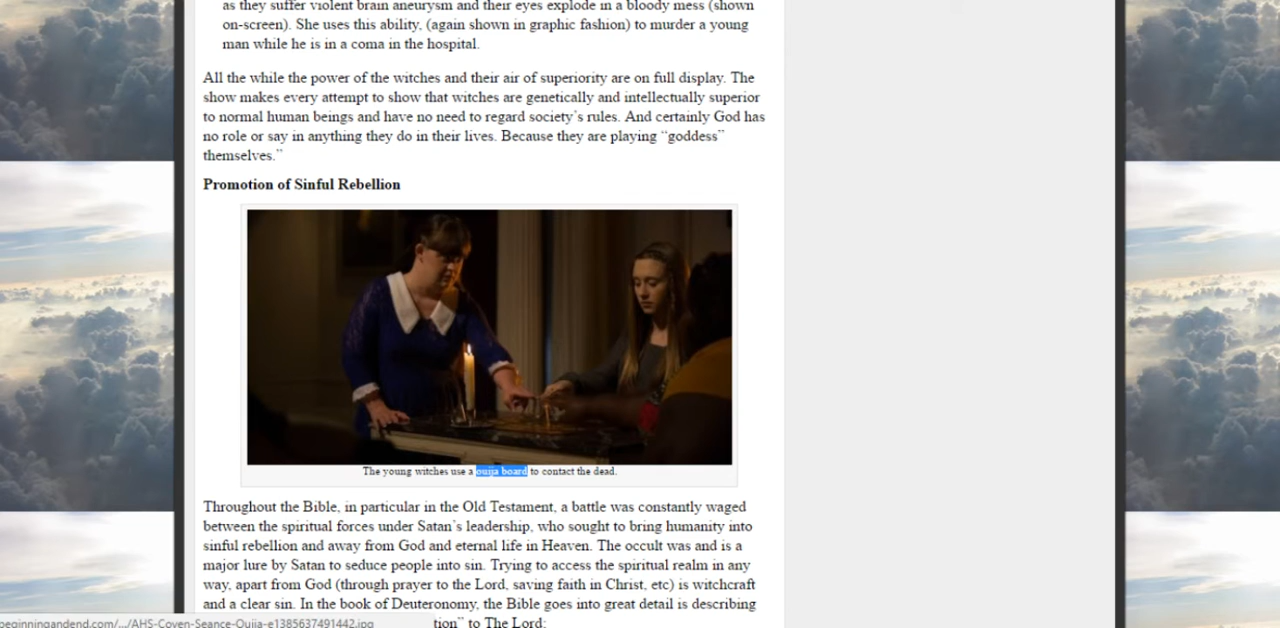 as they suffer violent brain aneurysm and their eyes explode in a bloody mess (shown
on-screen). She uses this ability, (again shown in graphic fashion) to murder a young
man while he is in a coma in the hospital.
All the while the power of the witches and their air of superiority are on full display. The
show makes every attempt to show that witches are genetically and intellectually superior
to normal human beings and have no need to regard society's rules. And certainly God has
no role or say in anything they do in their lives. Because they are playing “goddess”
themselves.”
Promotion of Sinful Rebellion
The young witches use a ouija board to contact the dead.
Throughout the Bible, in particular in the Old Testament, a battle was constantly waged
between the spiritual forces under Satan's leadership, who sought to bring humanity into
sinful rebellion and away from God and eternal life in Heaven. The occult was and is a
major lure by Satan to seduce people into sin. Trying to access the spiritual realm in any
way, apart from God (through prayer to the Lord, saving faith in Christ, etc) is witchcraft
and a clear sin. In the book of Deuteronomy, the Bible goes into great detail is describing
tion” to The Lord:
beginningandend.com/.../AHS-Coven-Seance-Ouija-e1385637491442.jpg